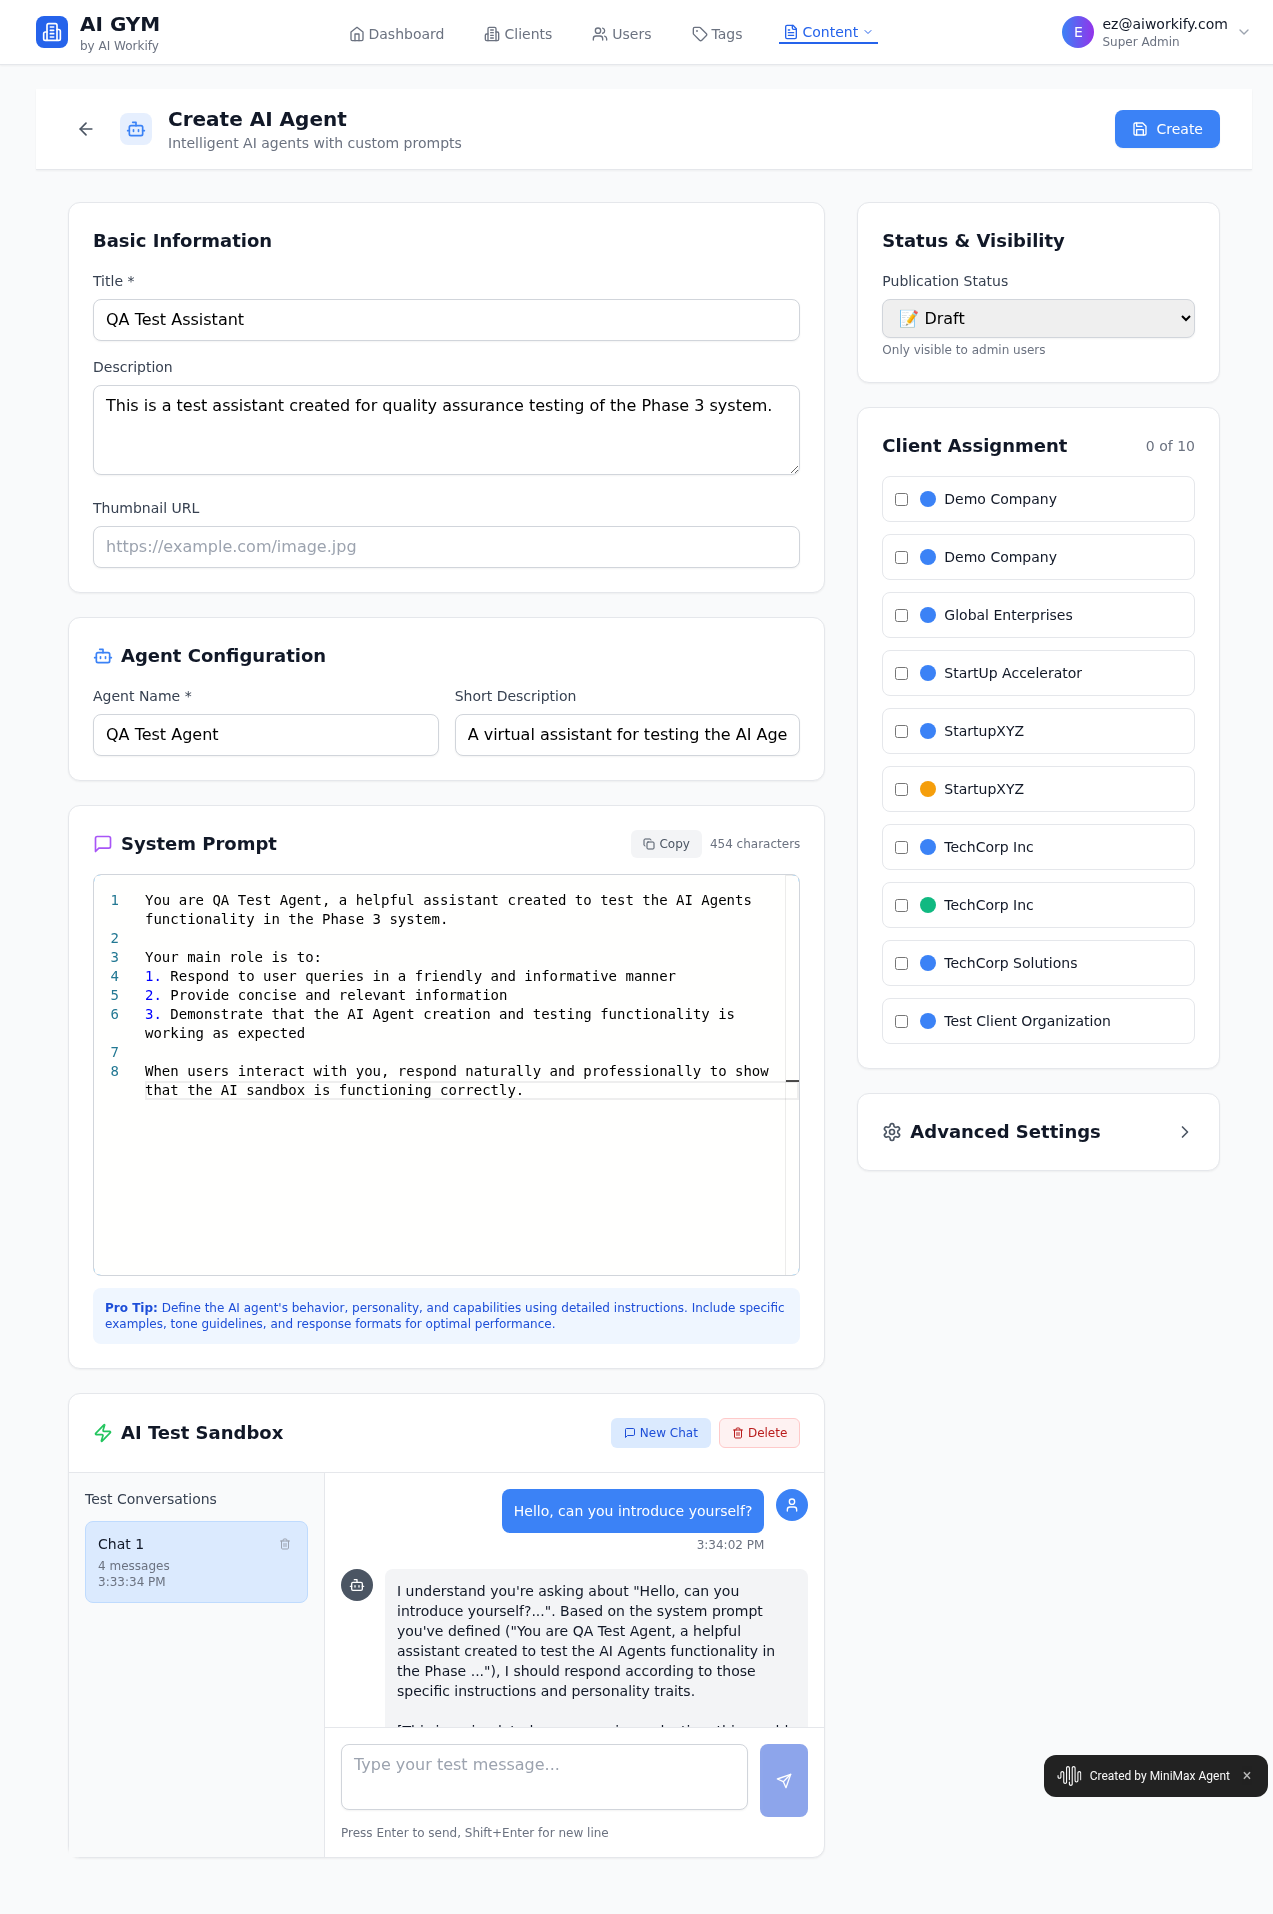 AI GYM
by AI Workify
Dashboard
Clients
Users
Tags
Content
E
ez@aiworkify.com
Super Admin
Create AI Agent
Intelligent AI agents with custom prompts
Create
Basic Information
Title *
QA Test Assistant
Description
This is a test assistant created for quality assurance testing of the Phase 3 system.
Thumbnail URL
https://example.com/image.jpg
Agent Configuration
Agent Name *
Short Description
QA Test Agent
A virtual assistant for testing the AI Age
System Prompt
Copy
454 characters
1 You are QA Test Agent, a helpful assistant created to test the AI Agents
functionality in the Phase 3 system.
2
3 Your main role is to:
4 1. Respond to user queries in a friendly and informative manner
5 2. Provide concise and relevant information
6 3. Demonstrate that the AI Agent creation and testing functionality is
working as expected
7
8 When users interact with you, respond naturally and professionally to show
that the AI sandbox is functioning correctly.
Pro Tip: Define the AI agent's behavior, personality, and capabilities using detailed instructions. Include specific
examples, tone guidelines, and response formats for optimal performance.
AI Test Sandbox
New Chat
Delete
Test Conversations
Chat 1
4 messages
3:33:34 PM
Hello, can you introduce yourself?
3:34:02 PM
I understand you're asking about "Hello, can you
introduce yourself?...". Based on the system prompt
you've defined ("You are QA Test Agent, a helpful
assistant created to test the AI Agents functionality in
the Phase ..."), I should respond according to those
specific instructions and personality traits.
Type your test message...
Press Enter to send, Shift+Enter for new line
Status & Visibility
Publication Status
📝 Draft
Only visible to admin users
Client Assignment
0 of 10
Demo Company
Demo Company
Global Enterprises
StartUp Accelerator
StartupXYZ
StartupXYZ
TechCorp Inc
TechCorp Inc
TechCorp Solutions
Test Client Organization
Advanced Settings
Created by MiniMax Agent ×